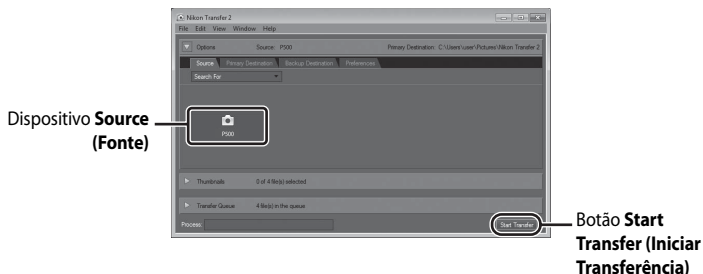 Nikon Transfer 2
File Edit View Window Help
Options Source: P500 Primary Destination: C:\Users\user\Pictures\Nikon Transfer 2
Source Primary Destination Backup Destination Preferences
Search For
Dispositivo Source
(Fonte)
P500
Thumbnails 0 of 4 file(s) selected
Transfer Queue 4 file(s) in the queue
Process: Start Transfer
Botão Start
Transfer (Iniciar
Transferência)